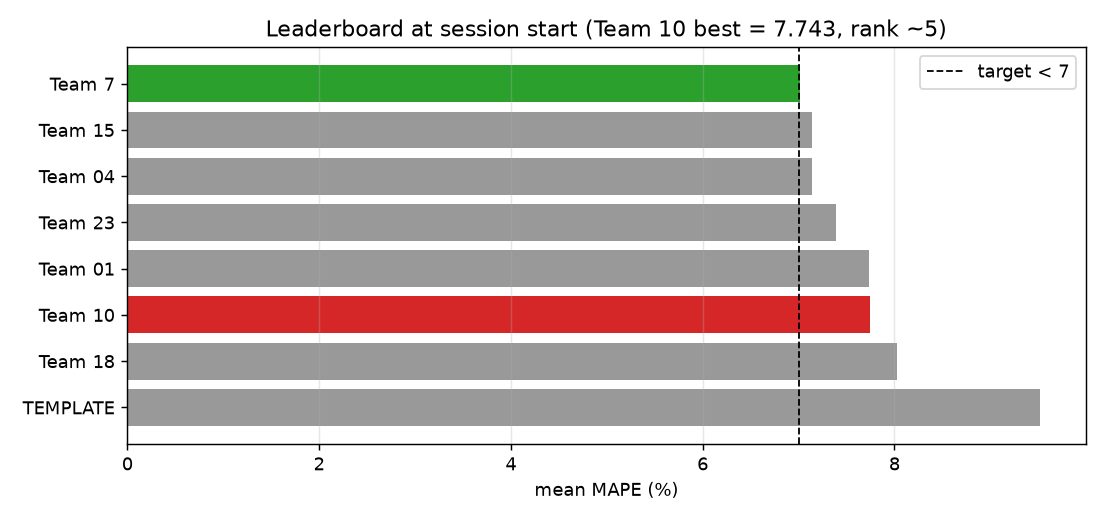 Leaderboard at session start (Team 10 best = 7.743, rank ~5)
target < 7
Team 7
Team 15
Team 04
Team 23
Team 01
Team 10
Team 18
TEMPLATE
0 2 4 6 8
mean MAPE (%)